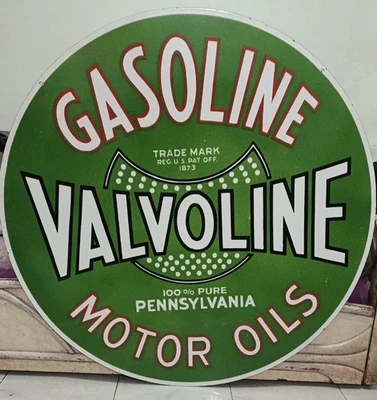 GASOLINE
TRADE MARK
REG. U.S. PAT OFF.
1873
VALVOLINE
100% PURE
PENNSYLVANIA
MOTOR OILS